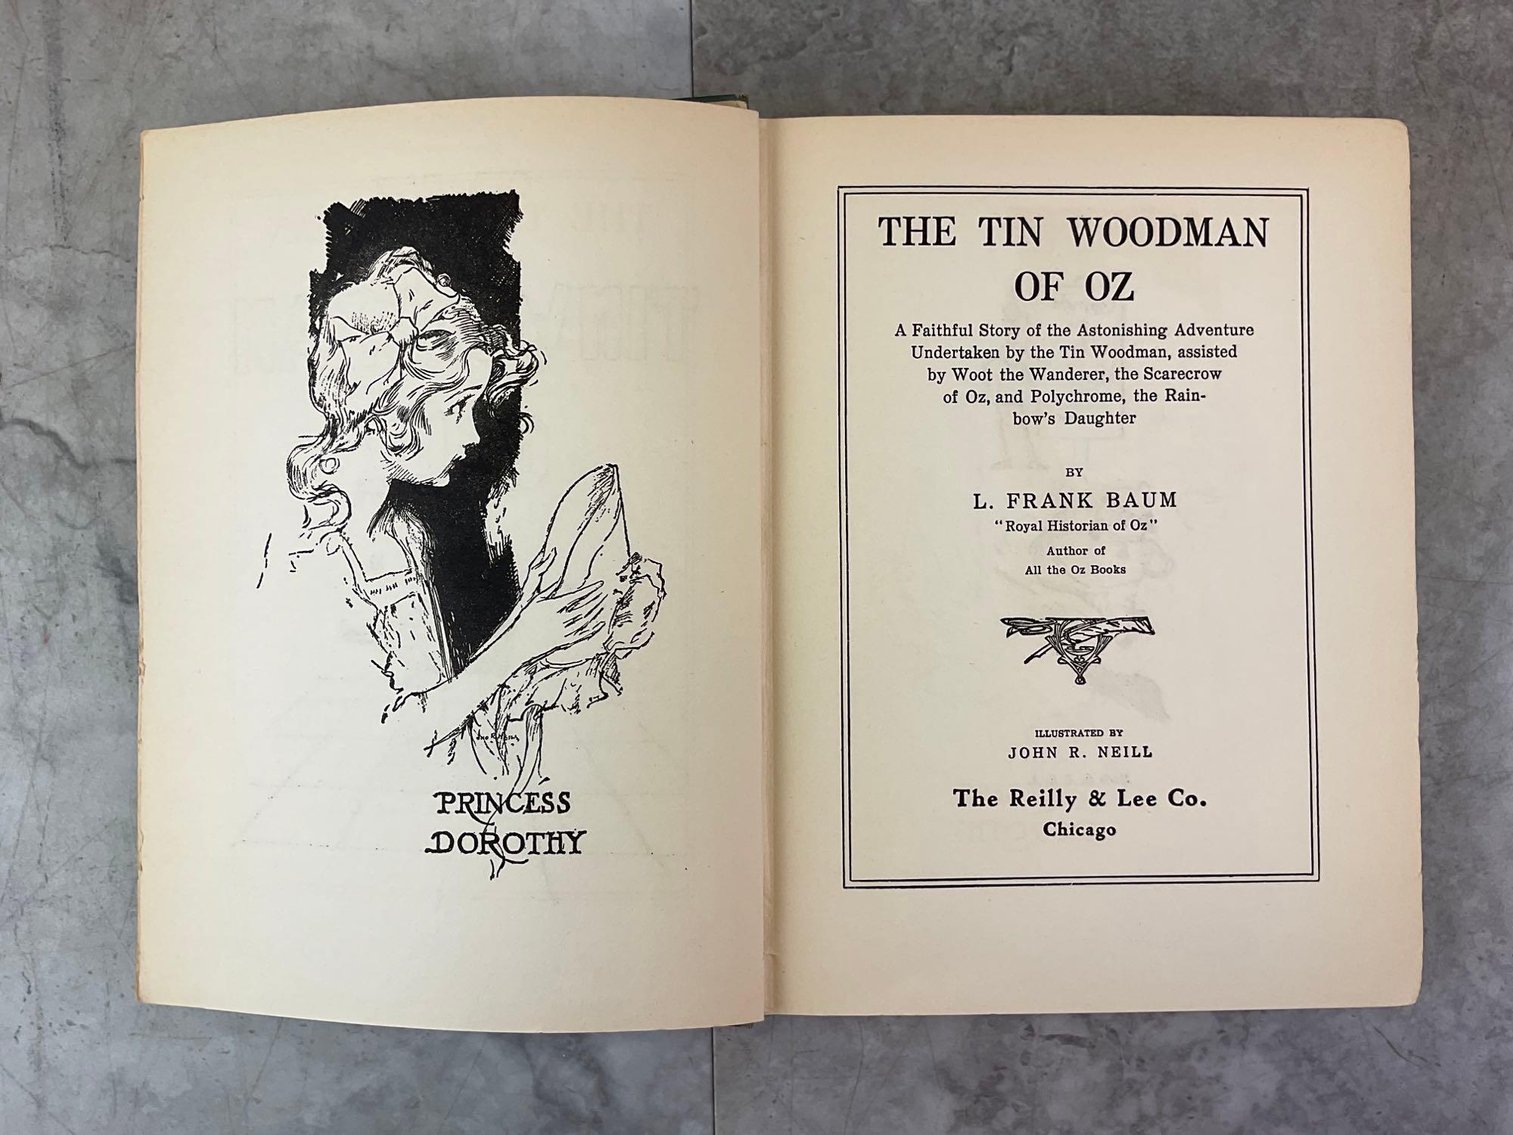 PRINCESS
DOROTHY
THE TIN WOODMAN
OF OZ
A Faithful Story of the Astonishing Adventure
Undertaken by the Tin Woodman, assisted
by Woot the Wanderer, the Scarecrow
of Oz, and Polychrome, the Rain-
bow's Daughter
BY
L. FRANK BAUM
"Royal Historian of Oz"
Author of
All the Oz Books
ILLUSTRATED BY
JOHN R. NEILL
The Reilly & Lee Co.
Chicago